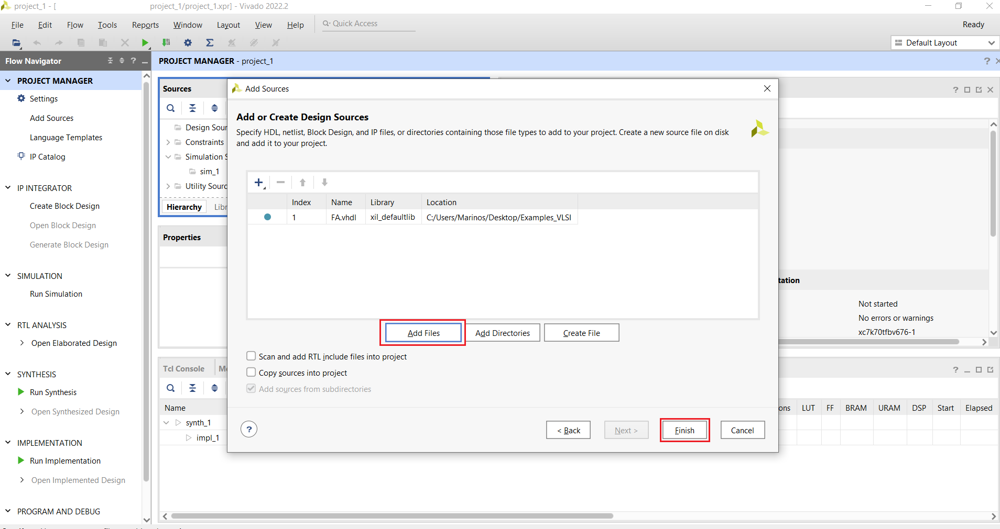 project_1 - [ project_1/project_1.xpr] - Vivado 2022.2
File Edit Flow Tools Reports Window Layout View Help Quick Access Ready
Default Layout
Flow Navigator
PROJECT MANAGER - project_1
PROJECT MANAGER
Settings
Add Sources
Language Templates
IP Catalog
IP INTEGRATOR
Create Block Design
Open Block Design
Generate Block Design
SIMULATION
Run Simulation
RTL ANALYSIS
Open Elaborated Design
SYNTHESIS
Run Synthesis
Open Synthesized Design
IMPLEMENTATION
Run Implementation
Open Implemented Design
PROGRAM AND DEBUG
Sources
Design Sour
Constraints
Simulation S
sim_1
Utility Sourc
Hierarchy Libr
Properties
Add Sources
Add or Create Design Sources
Specify HDL, netlist, Block Design, and IP files, or directories containing those file types to add to your project. Create a new source file on disk
and add it to your project.
Index Name Library Location
1 FA.vhdl xil_defaultlib C:/Users/Marinos/Desktop/Examples_VLSI
Add Files Add Directories Create File
Scan and add RTL include files into project
Copy sources into project
Add sources from subdirectories
? < Back Next > Finish Cancel
tation
Not started
No errors or warnings
xc7k70tfbv676-1
Tcl Console Me
Name ons LUT FF BRAM URAM DSP Start Elapsed
synth_1
impl_1